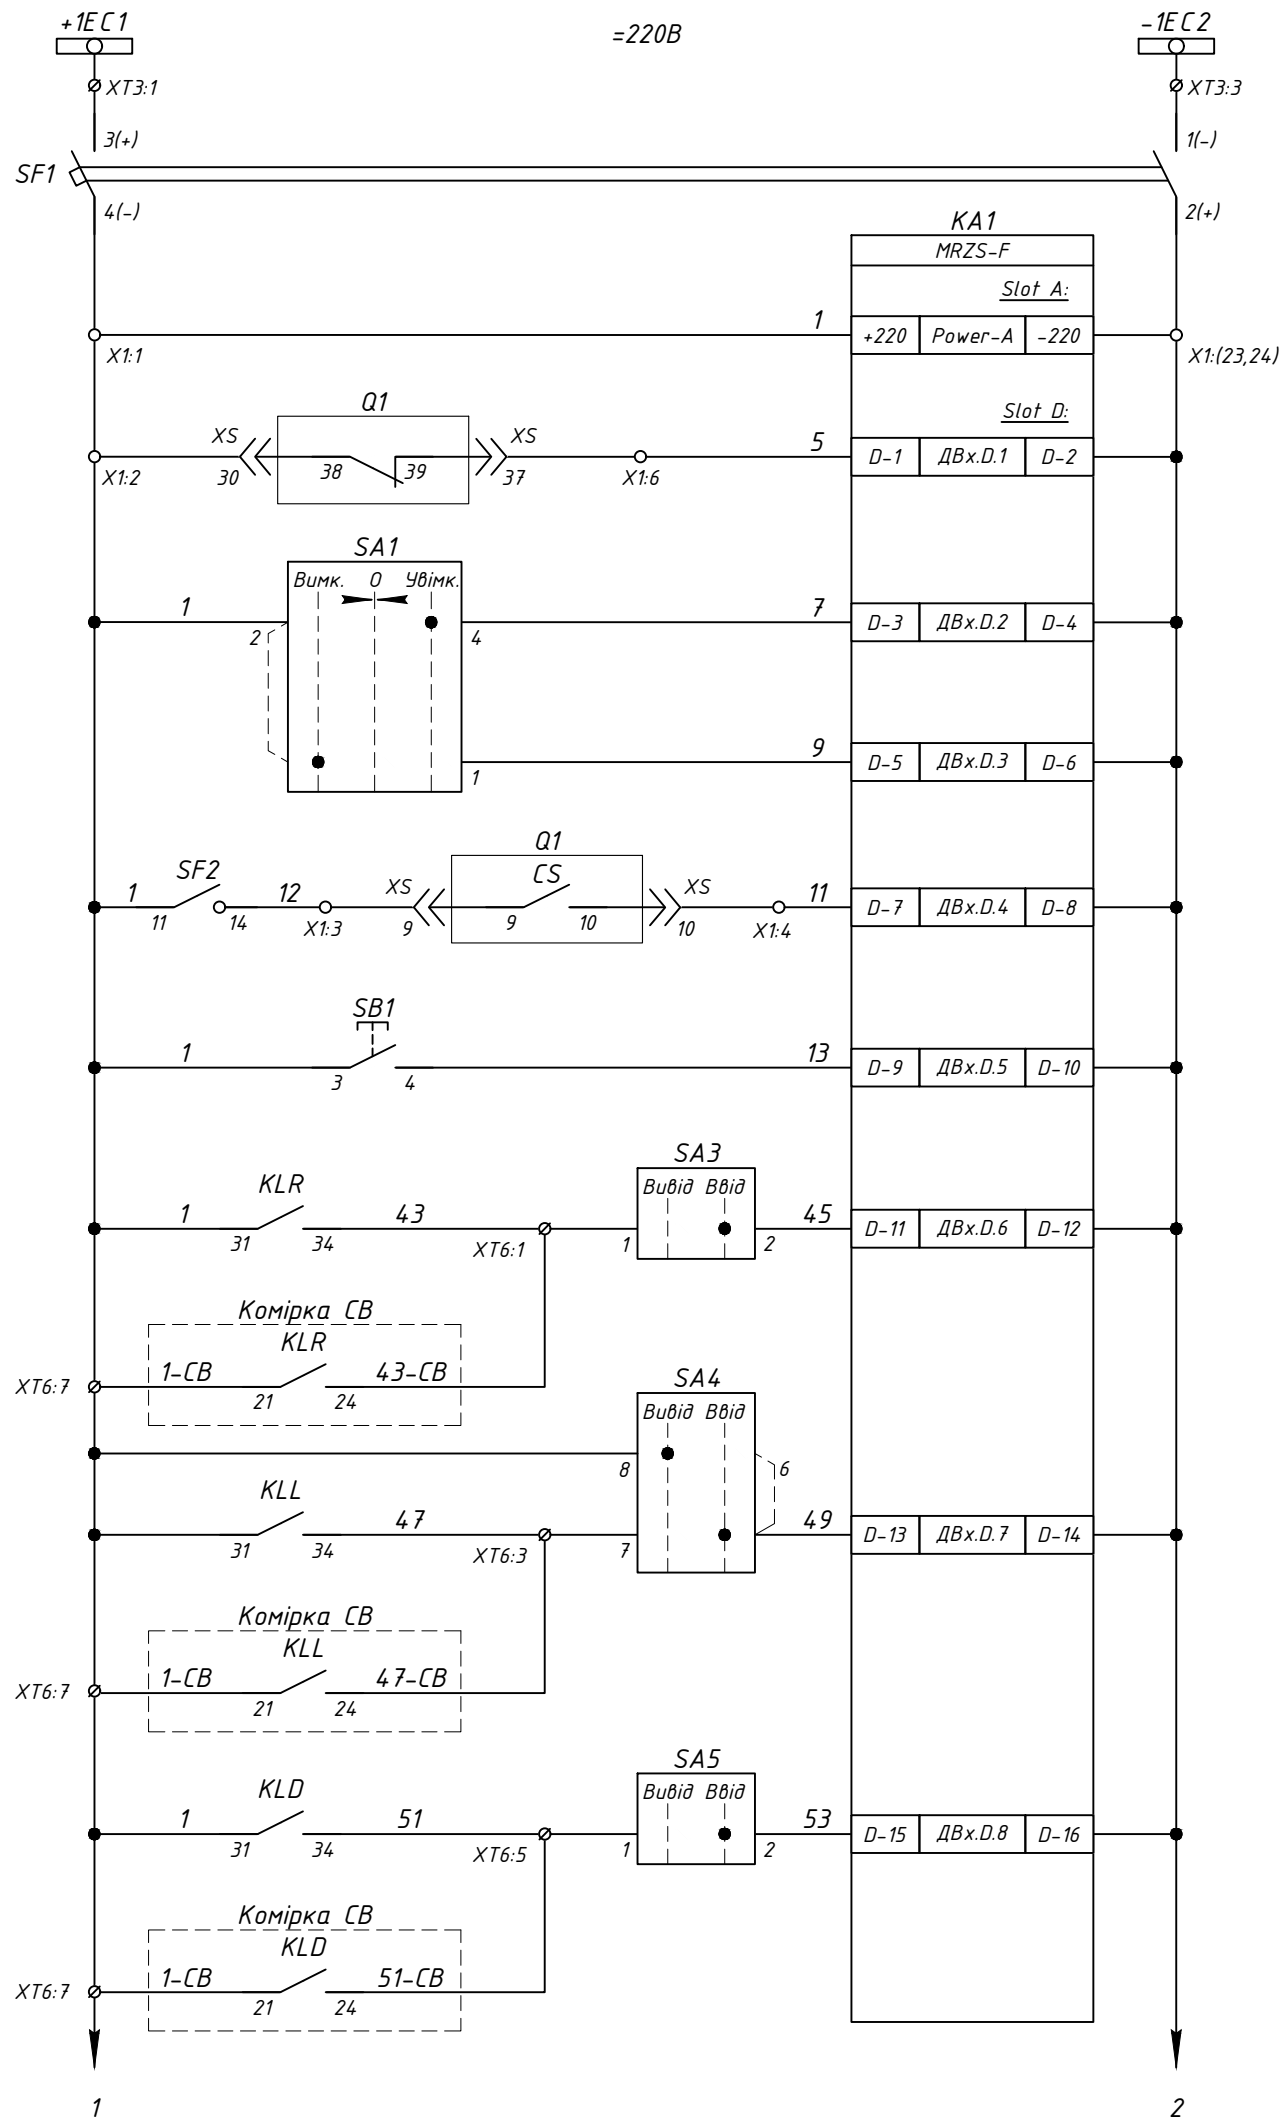 +1EC1 =220В -1EC2
XT3:1 XT3:3
3(+) 1(-)
SF1
4(-) 2(+)
KA1
MRZS-F
Slot A:
1 +220 Power-A -220
X1:1 X1:(23,24)
Q1 Slot D:
XS XS 5 D-1 ДВх.D.1 D-2
X1:2 30 38 39 37 X1:6
SA1
Вимк. 0 Увімк.
1 7 D-3 ДВх.D.2 D-4
2 4
9 D-5 ДВх.D.3 D-6
1
Q1
SF2 XS CS XS
1 12 11 D-7 ДВх.D.4 D-8
11 14 X1:3 9 9 10 10 X1:4
SB1
1 13 D-9 ДВх.D.5 D-10
3 4
SA3
KLR Вивід Ввід
1 43 45 D-11 ДВх.D.6 D-12
31 34 XT6:1 1 2
Комірка СВ
KLR
XT6:7 1-СВ 43-СВ
21 24
SA4
Вивід Ввід
8 6
KLL
47 49 D-13 ДВх.D.7 D-14
31 34 XT6:3 7
Комірка СВ
KLL
XT6:7 1-СВ 47-СВ
21 24
SA5
KLD Вивід Ввід
1 51 53 D-15 ДВх.D.8 D-16
31 34 XT6:5 1 2
Комірка СВ
KLD
XT6:7 1-СВ 51-СВ
21 24
1 2